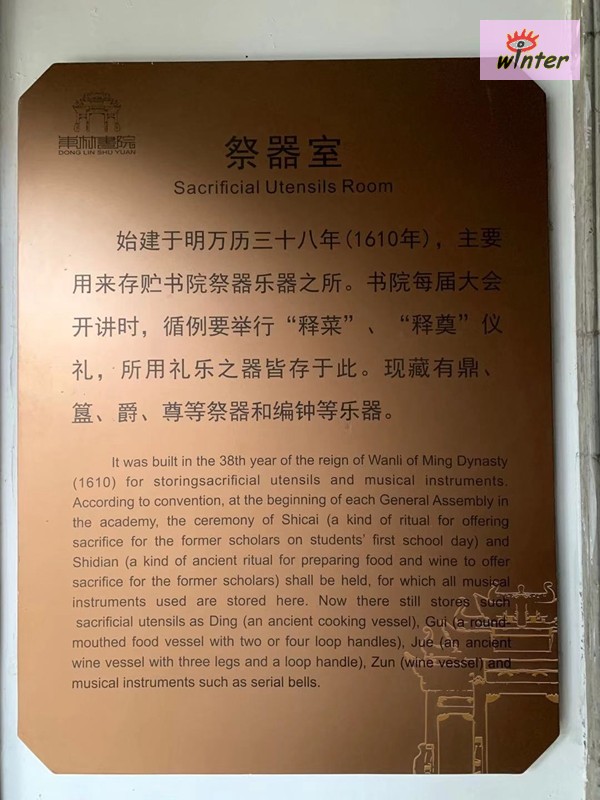 winter
東林書院
DONG LIN SHU YUAN
祭器室
Sacrificial Utensils Room
始建于明万历三十八年(1610年)，主要
用来存贮书院祭器乐器之所。书院每届大会
开讲时，循例要举行“释菜”、“释奠”仪
礼，所用礼乐之器皆存于此。现藏有鼎、
簋、爵、尊等祭器和编钟等乐器。
It was built in the 38th year of the reign of Wanli of Ming Dynasty
(1610) for storingsacrificial utensils and musical instruments.
According to convention, at the beginning of each General Assembly in
the academy, the ceremony of Shicai (a kind of ritual for offering
sacrifice for the former scholars on students’ first school day) and
Shidian (a kind of ancient ritual for preparing food and wine to offer
sacrifice for the former scholars) shall be held, for which all musical
instruments used are stored here. Now there still stores such
sacrificial utensils as Ding (an ancient cooking vessel), Gui (a round-
mouthed food vessel with two or four loop handles), Jue (an ancient
wine vessel with three legs and a loop handle), Zun (wine vessel) and
musical instruments such as serial bells.